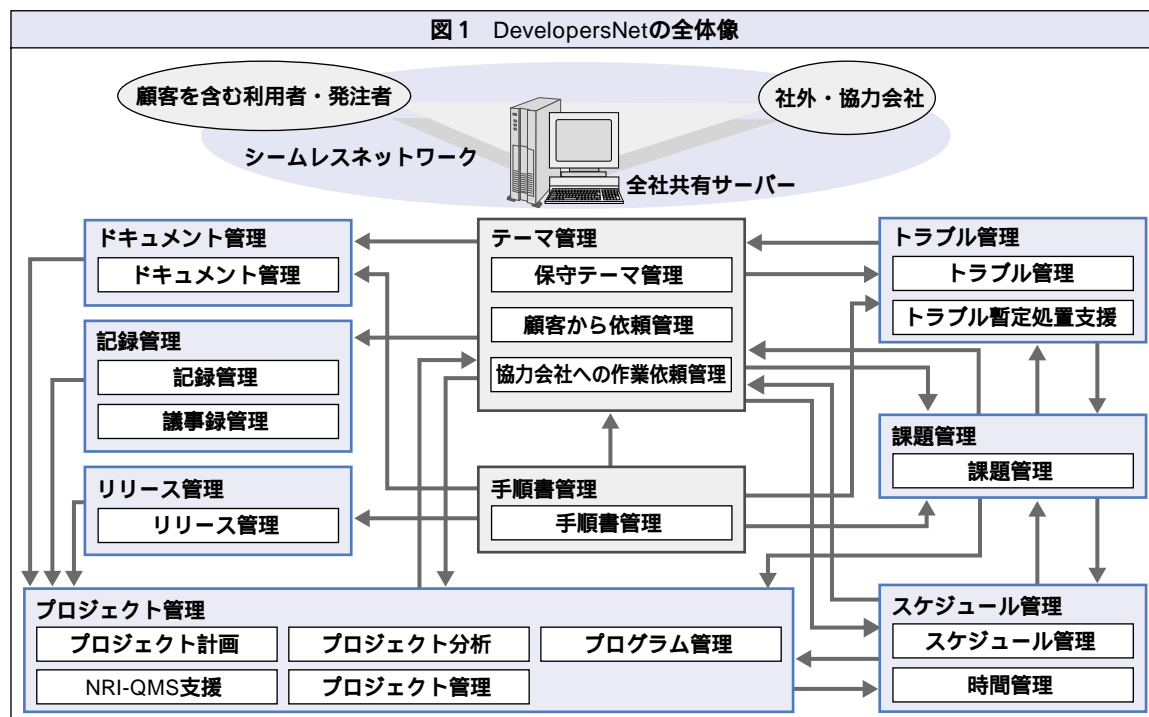 図1 DevelopersNetの全体像
顧客を含む利用者・発注者
社外・協力会社
シームレスネットワーク
全社共有サーバー
ドキュメント管理
ドキュメント管理
記録管理
記録管理
議事録管理
リリース管理
リリース管理
テーマ管理
保守テーマ管理
顧客から依頼管理
協力会社への作業依頼管理
手順書管理
手順書管理
トラブル管理
トラブル管理
トラブル暫定処置支援
課題管理
課題管理
プロジェクト管理
プロジェクト計画
プロジェクト分析
プログラム管理
NRI-QMS支援
プロジェクト管理
スケジュール管理
スケジュール管理
時間管理